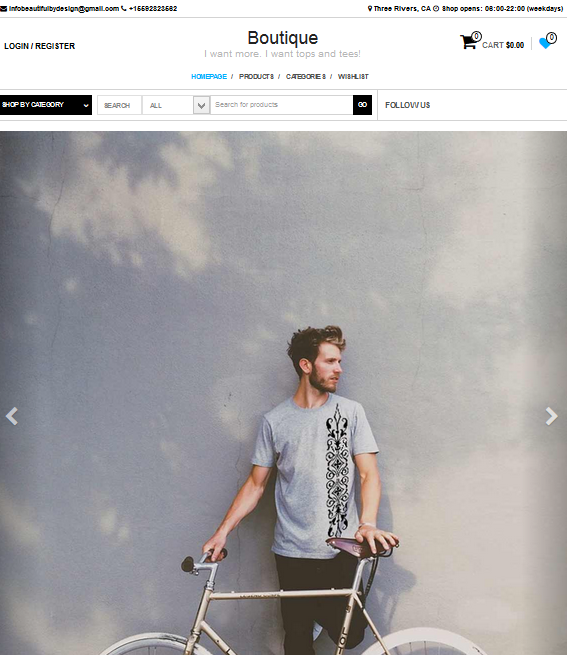 infobeautifulbydesign@gmail.com +15592823562 Three Rivers, CA Shop opens: 06:00-22:00 (weekdays)
LOGIN / REGISTER
Boutique
I want more. I want tops and tees!
0
CART $0.00
0
HOMEPAGE / PRODUCTS / CATEGORIES / WISHLIST
SHOP BY CATEGORY SEARCH ALL Search for products GO FOLLOW US